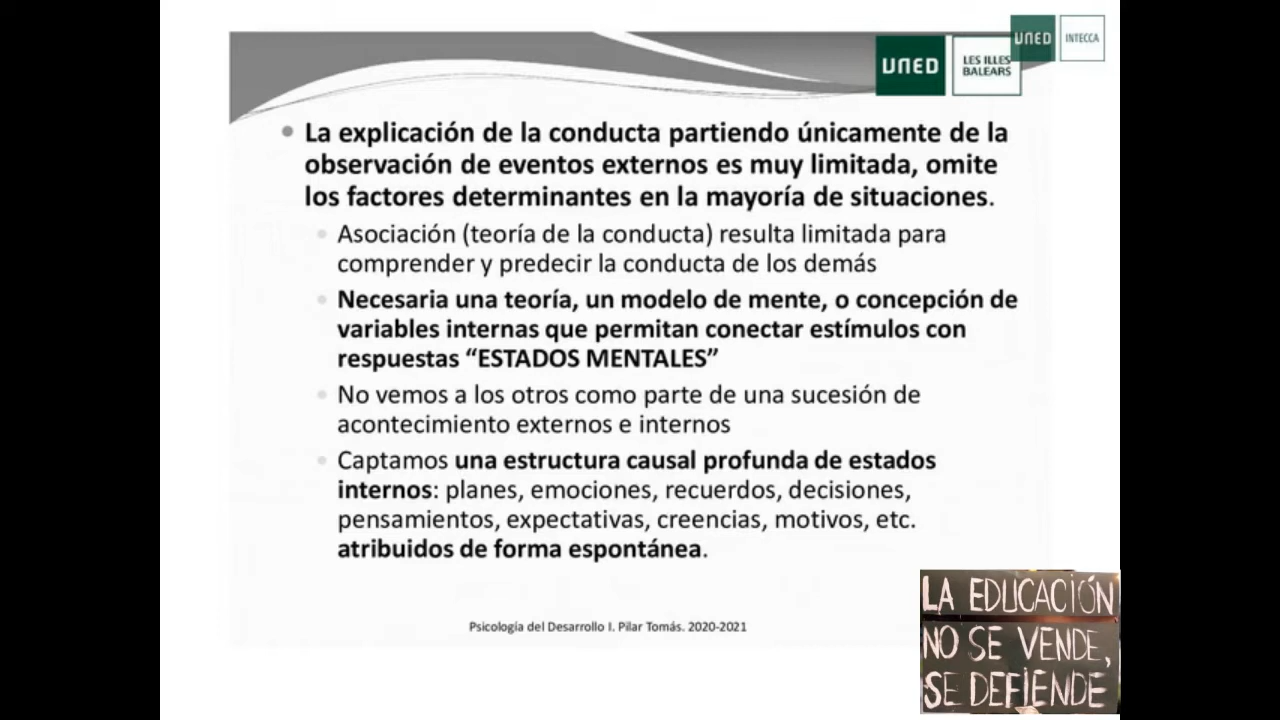 UNED
INTECCA
UNED
LES ILLES
BALEARS
La explicación de la conducta partiendo únicamente de la
observación de eventos externos es muy limitada, omite
los factores determinantes en la mayoría de situaciones.
Asociación (teoría de la conducta) resulta limitada para
comprender y predecir la conducta de los demás
Necesaria una teoría, un modelo de mente, o concepción de
variables internas que permitan conectar estímulos con
respuestas “ESTADOS MENTALES”
No vemos a los otros como parte de una sucesión de
acontecimiento externos e internos
Captamos una estructura causal profunda de estados
internos: planes, emociones, recuerdos, decisiones,
pensamientos, expectativas, creencias, motivos, etc.
atribuidos de forma espontánea.
Psicología del Desarrollo I. Pilar Tomás. 2020-2021
LA EDUCACIÓN
NO SE VENDE,
SE DEFIENDE